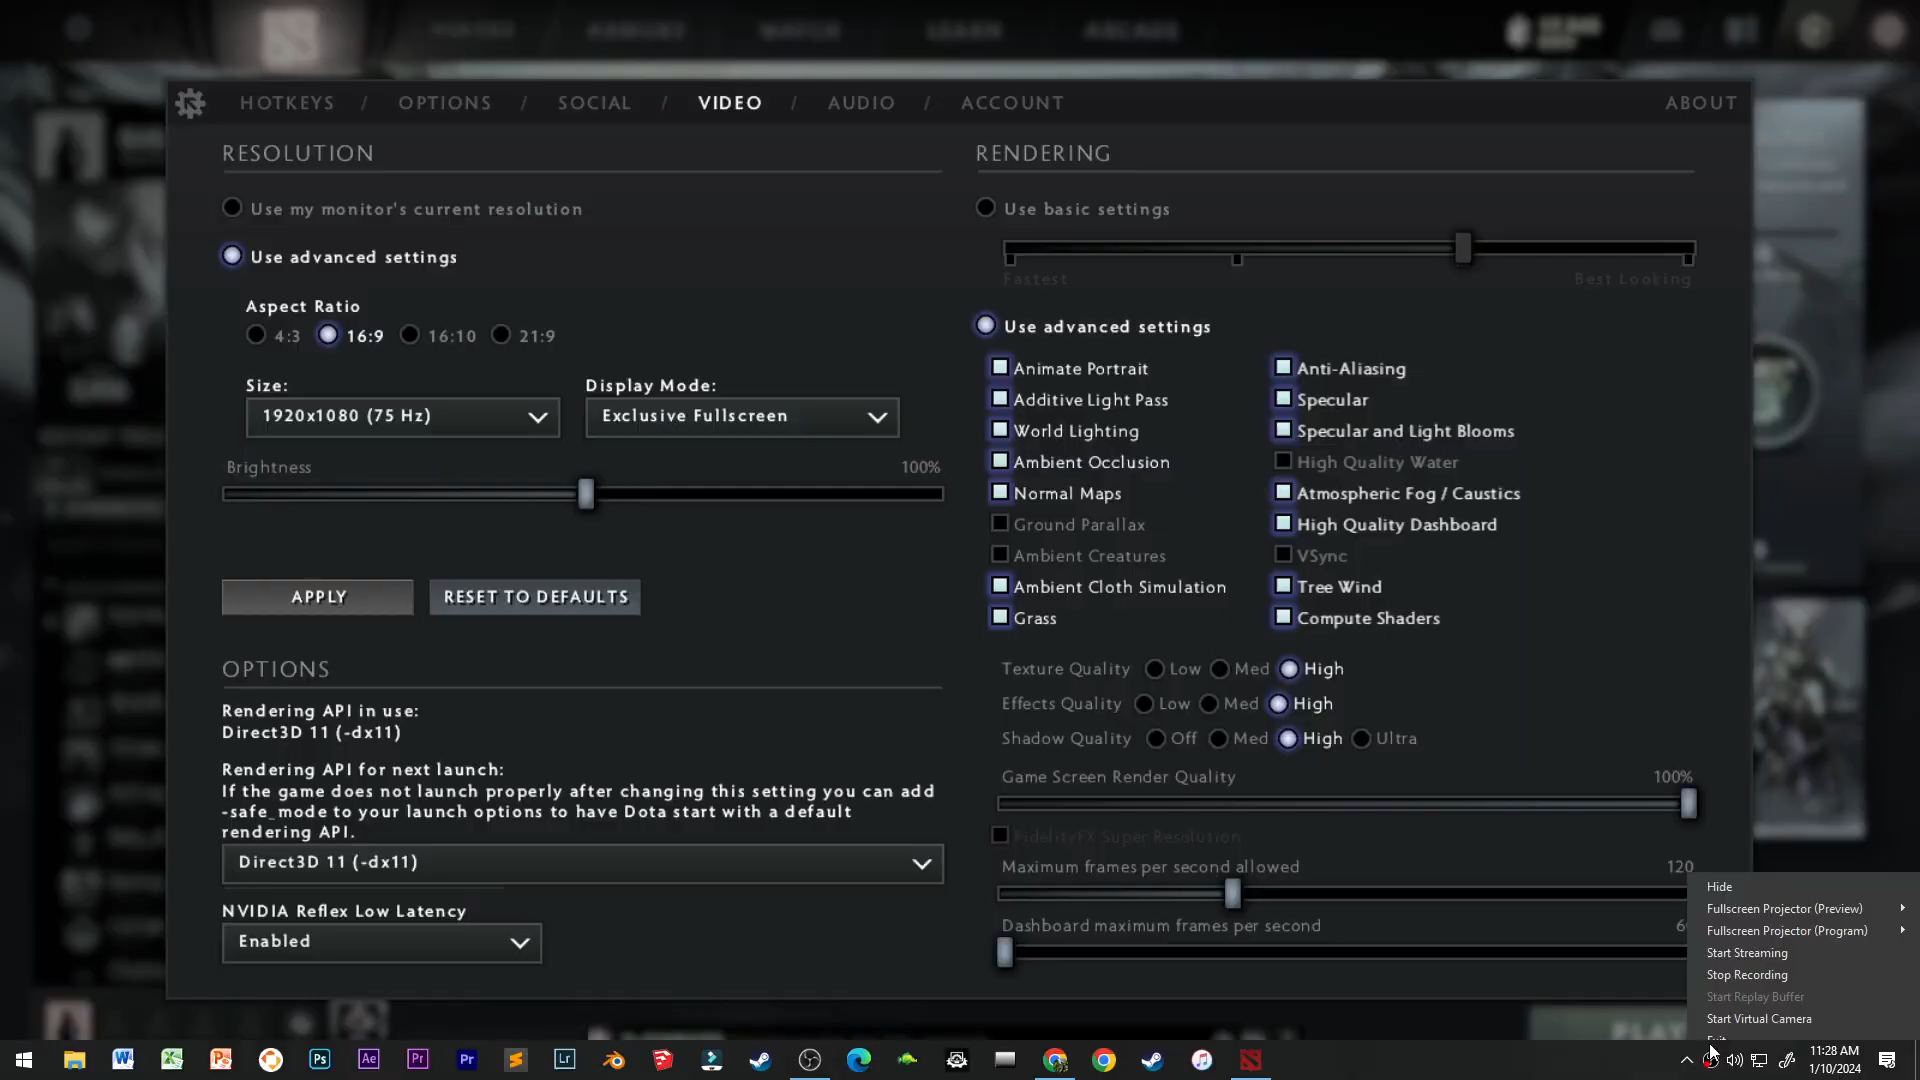 HOTKEYS / OPTIONS / SOCIAL / VIDEO / AUDIO / ACCOUNT ABOUT
RESOLUTION
Use my monitor's current resolution
Use advanced settings
Aspect Ratio
4:3 16:9 16:10 21:9
Size: Display Mode:
1920x1080 (75 Hz) Exclusive Fullscreen
Brightness 100%
APPLY RESET TO DEFAULTS
OPTIONS
Rendering API in use:
Direct3D 11 (-dx11)
Rendering API for next launch:
If the game does not launch properly after changing this setting you can add
-safe_mode to your launch options to have Dota start with a default
rendering API.
Direct3D 11 (-dx11)
NVIDIA Reflex Low Latency
Enabled
RENDERING
Use basic settings
Fastest Best Looking
Use advanced settings
Animate Portrait Anti-Aliasing
Additive Light Pass Specular
World Lighting Specular and Light Blooms
Ambient Occlusion High Quality Water
Normal Maps Atmospheric Fog / Caustics
Ground Parallax High Quality Dashboard
Ambient Creatures VSync
Ambient Cloth Simulation Tree Wind
Grass Compute Shaders
Texture Quality Low Med High
Effects Quality Low Med High
Shadow Quality Off Med High Ultra
Game Screen Render Quality 100%
FidelityFX Super Resolution
Maximum frames per second allowed 120
Dashboard maximum frames per second
Hide
Fullscreen Projector (Preview)
Fullscreen Projector (Program)
Start Streaming
Stop Recording
Start Replay Buffer
Start Virtual Camera
Exit
PLAY
Ps Ae Pr Pr Lr
11:28 AM
1/10/2024